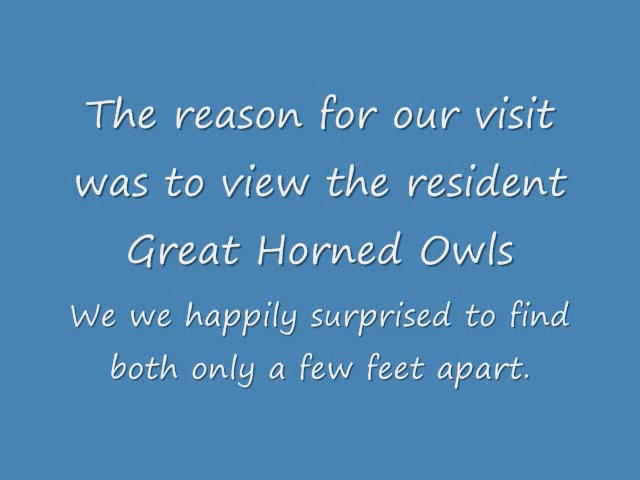 The reason for our visit
was to view the resident
Great Horned Owls
We we happily surprised to find
both only a few feet apart.